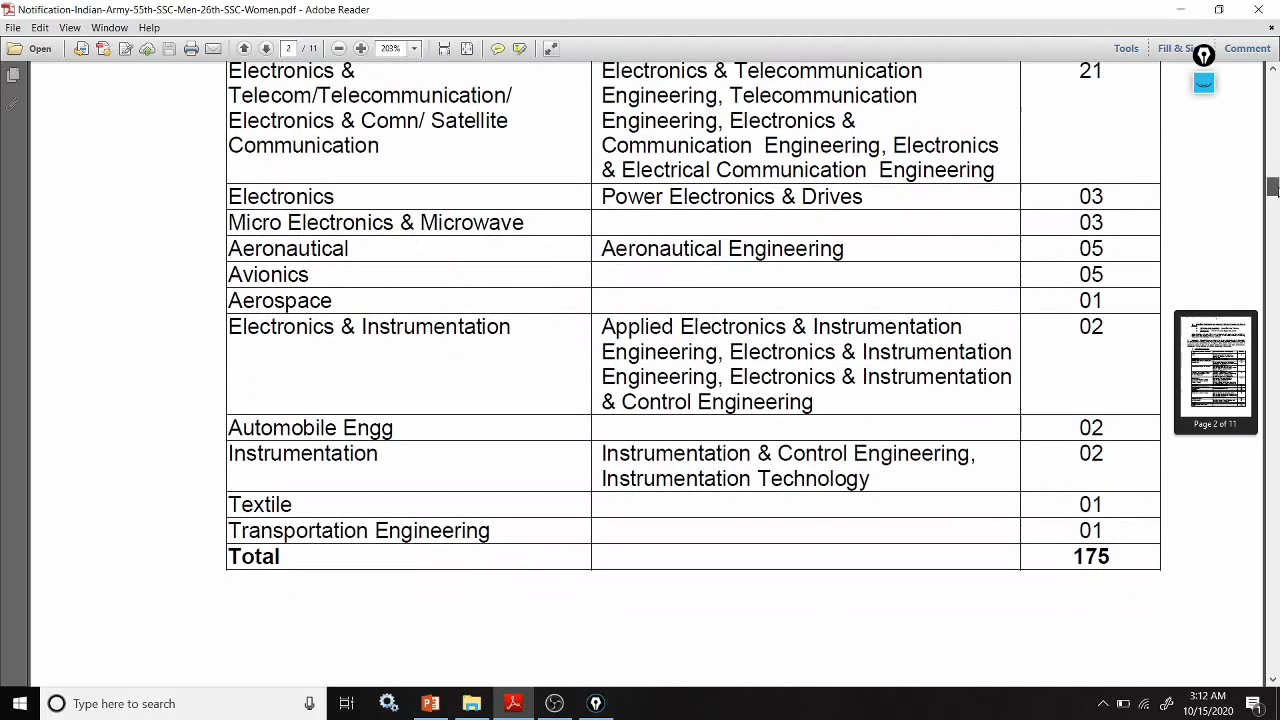 Notification-Indian-Army-55th-SSC-Men-26th-SSC-Women.pdf - Adobe Reader
File Edit View Window Help
Open 2 / 11 203% Tools Fill & Si Comment
Electronics & Telecom/Telecommunication/ Electronics & Comn/ Satellite Communication
Electronics & Telecommunication
Engineering, Telecommunication
Engineering, Electronics &
Communication Engineering, Electronics
& Electrical Communication Engineering
21
Electronics Power Electronics & Drives 03
Micro Electronics & Microwave 03
Aeronautical Aeronautical Engineering 05
Avionics 05
Aerospace 01
Electronics & Instrumentation Applied Electronics & Instrumentation 02
Engineering, Electronics & Instrumentation
Engineering, Electronics & Instrumentation
& Control Engineering
Automobile Engg 02
Instrumentation Instrumentation & Control Engineering, 02
Instrumentation Technology
Textile 01
Transportation Engineering 01
Total 175
Page 2 of 11
Type here to search
3:12 AM
10/15/2020